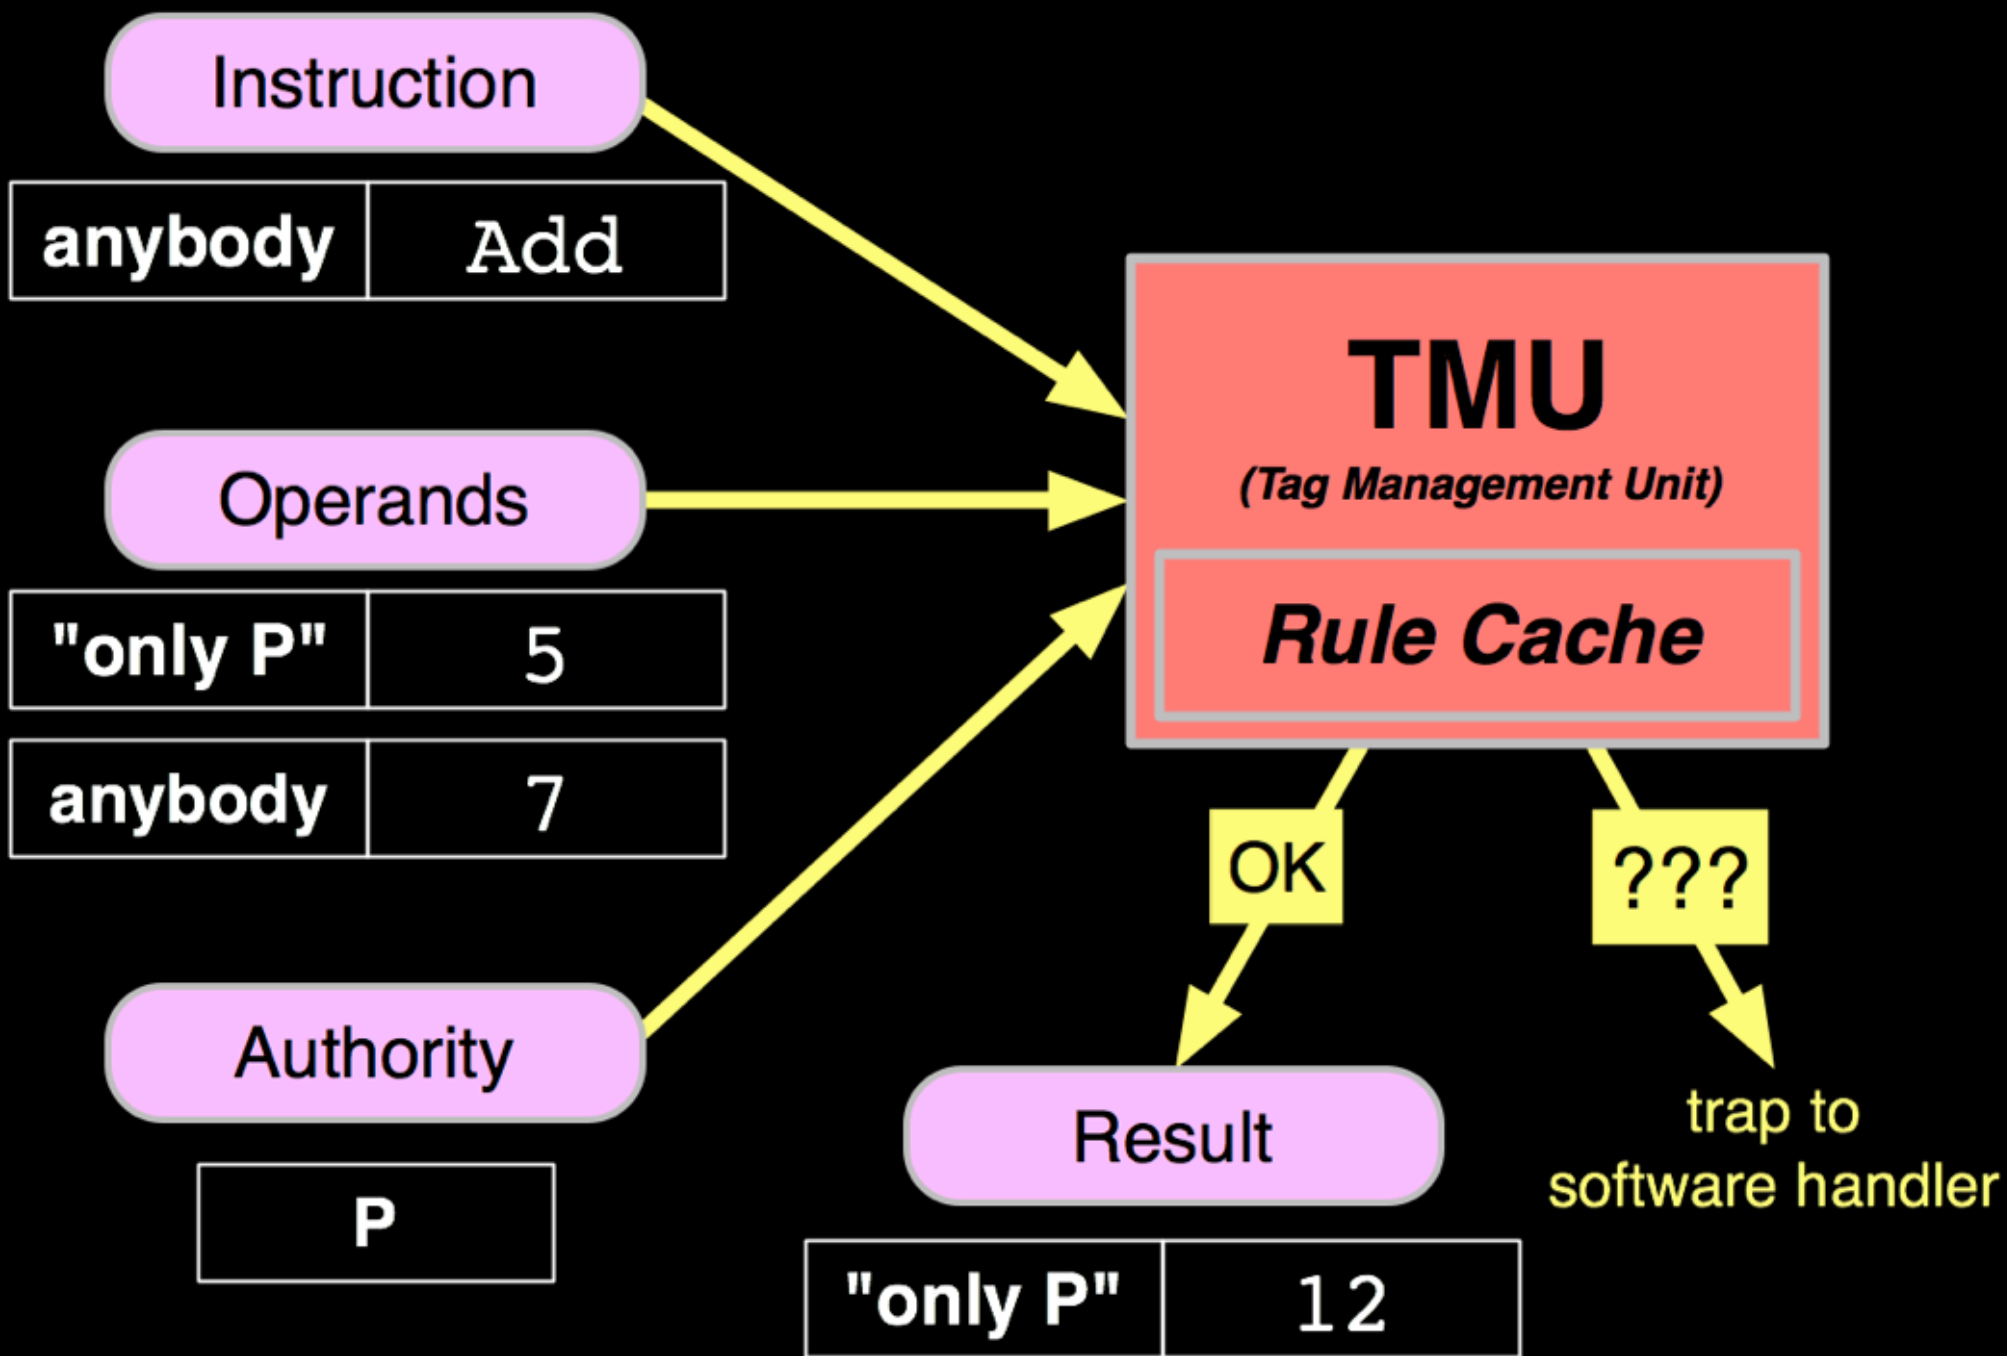 Instruction
anybody Add
Operands
"only P" 5
anybody 7
Authority
P
TMU
(Tag Management Unit)
Rule Cache
OK
???
trap to
software handler
Result
"only P" 12